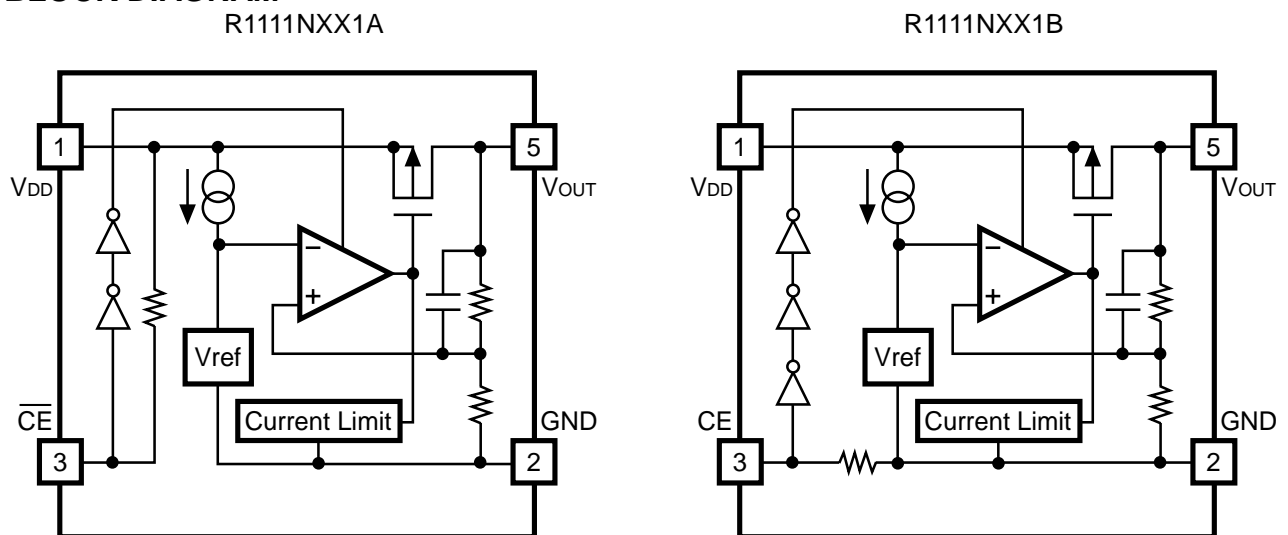 BLOCK DIAGRAM
R1111NXX1A
1
VDD
5
VOUT
−
+
Vref
Current Limit
C̅E̅
3
GND
2
R1111NXX1B
1
VDD
5
VOUT
−
+
Vref
Current Limit
CE
3
GND
2